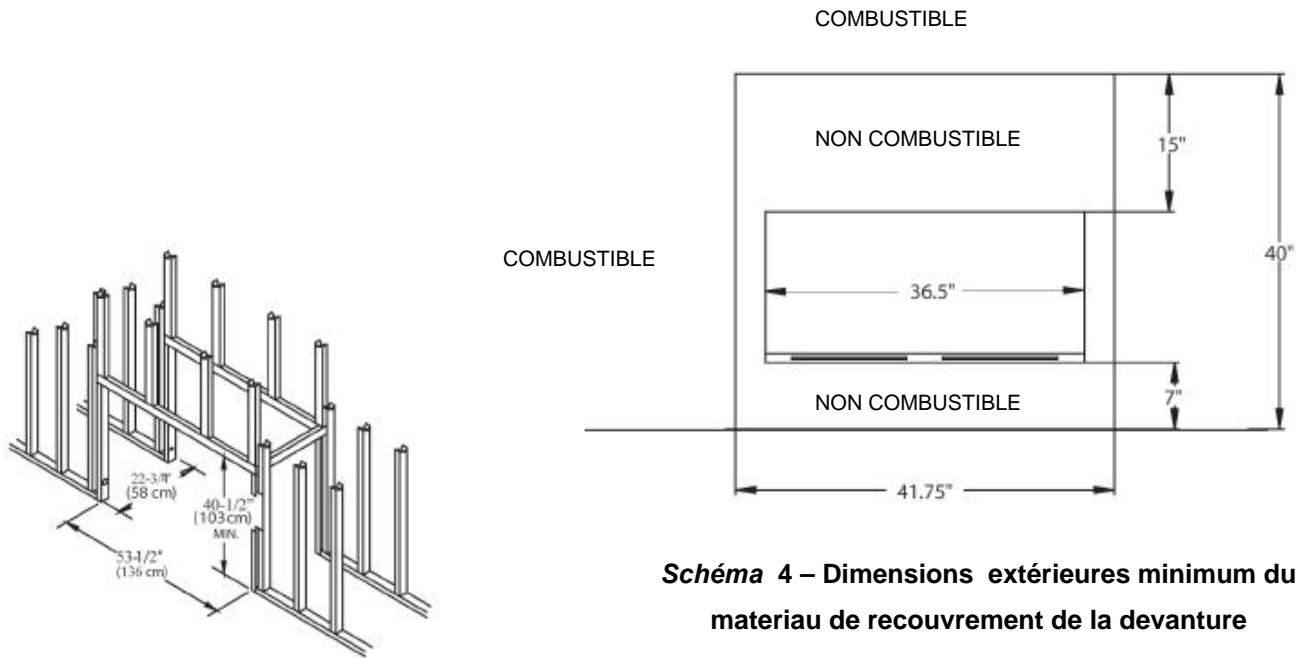 COMBUSTIBLE
NON COMBUSTIBLE
15"
COMBUSTIBLE
40"
36.5"
NON COMBUSTIBLE
7"
41.75"
22-3/4"
(58 cm)
40-1/2"
(103 cm)
MIN.
53-1/2"
(136 cm)
Schéma 4 – Dimensions extérieures minimum du
materiau de recouvrement de la devanture